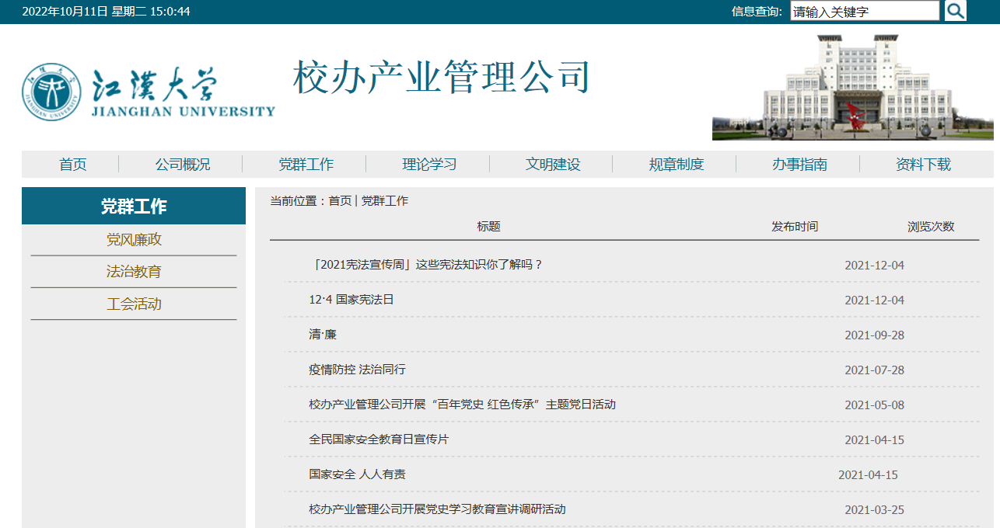 2022年10月11日 星期二 15:0:44
信息查询: 请输入关键字
江漢大学
JIANGHAN UNIVERSITY
校办产业管理公司
首页 公司概况 党群工作 理论学习 文明建设 规章制度 办事指南 资料下载
党群工作
党风廉政
法治教育
工会活动
当前位置：首页 | 党群工作
标题 发布时间 浏览次数
「2021宪法宣传周」这些宪法知识你了解吗？ 2021-12-04
12·4 国家宪法日 2021-12-04
清·廉 2021-09-28
疫情防控 法治同行 2021-07-28
校办产业管理公司开展“百年党史 红色传承”主题党日活动 2021-05-08
全民国家安全教育日宣传片 2021-04-15
国家安全 人人有责 2021-04-15
校办产业管理公司开展党史学习教育宣讲调研活动 2021-03-25